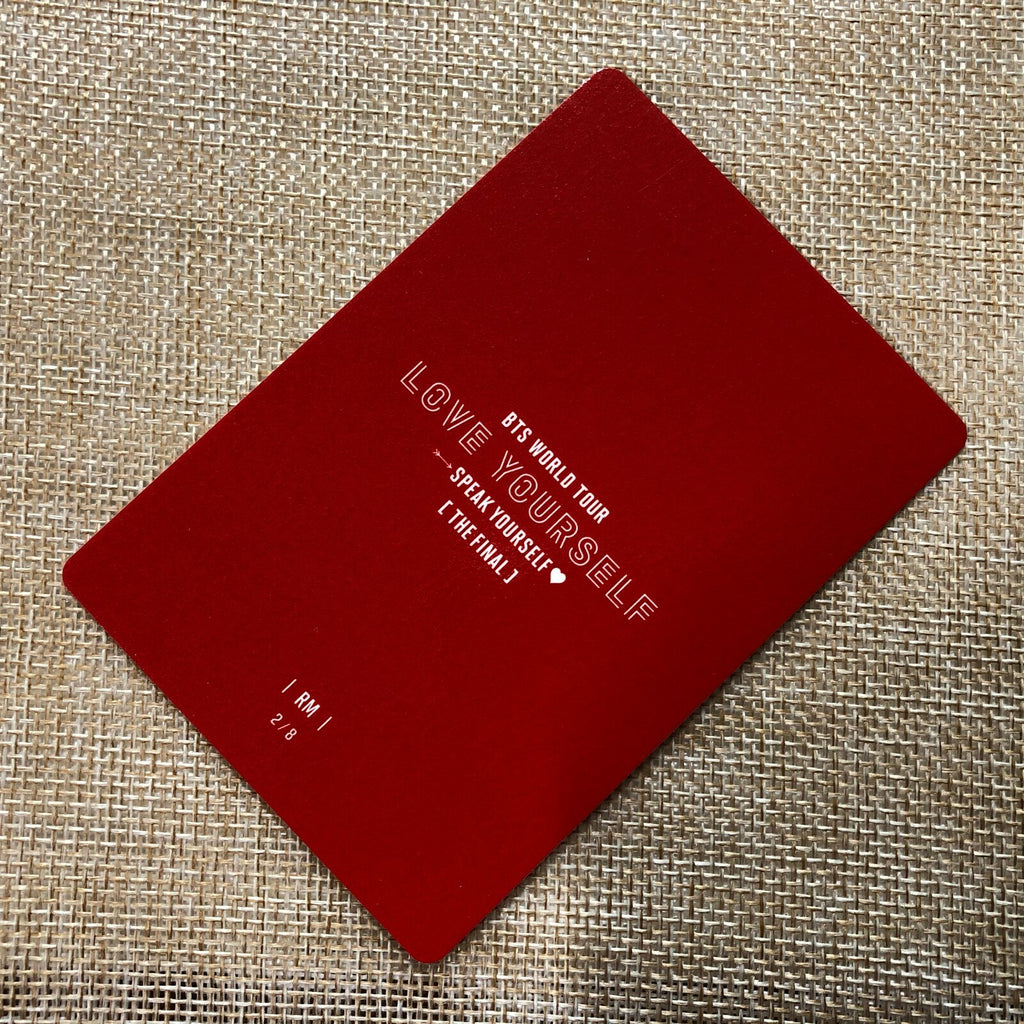 BTS WORLD TOUR
LOVE YOURSELF
SPEAK YOURSELF
[ THE FINAL ]
| RM |
2/8